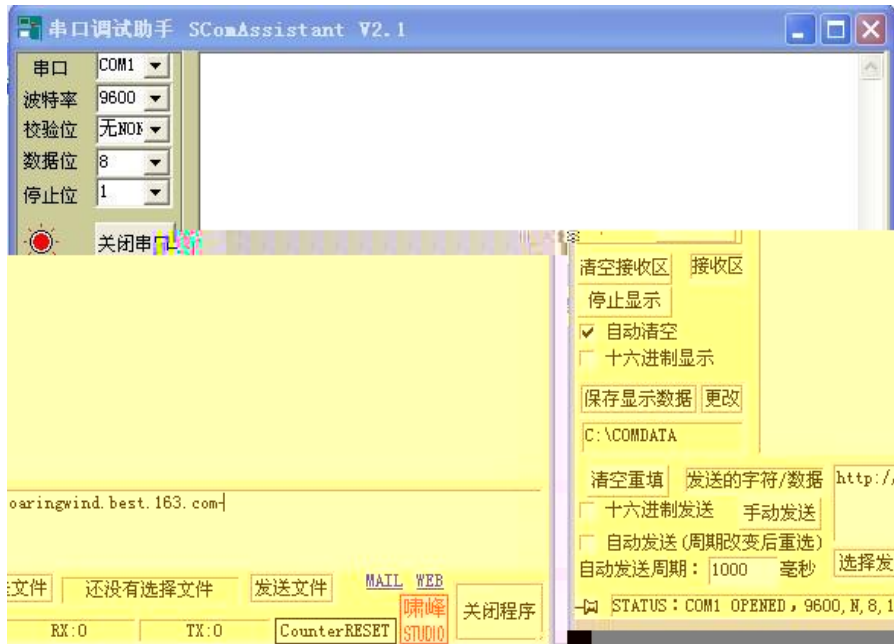 串口调试助手 SComAssistant V2.1
串口 COM1
波特率 9600
校验位 无NON
数据位 8
停止位 1
关闭串口
清空接收区 接收区
停止显示
自动清空
十六进制显示
保存显示数据 更改
C:\COMDATA
清空重填 发送的字符/数据 http:/
十六进制发送 手动发送
自动发送(周期改变后重选)
自动发送周期: 1000 毫秒 选择发
STATUS:COM1 OPENED,9600,N,8,1
oaringwind.best.163.com-
文件 还没有选择文件 发送文件 MAIL WEB
RX:0 TX:0 CounterRESET 啸峰 STUDIO 关闭程序